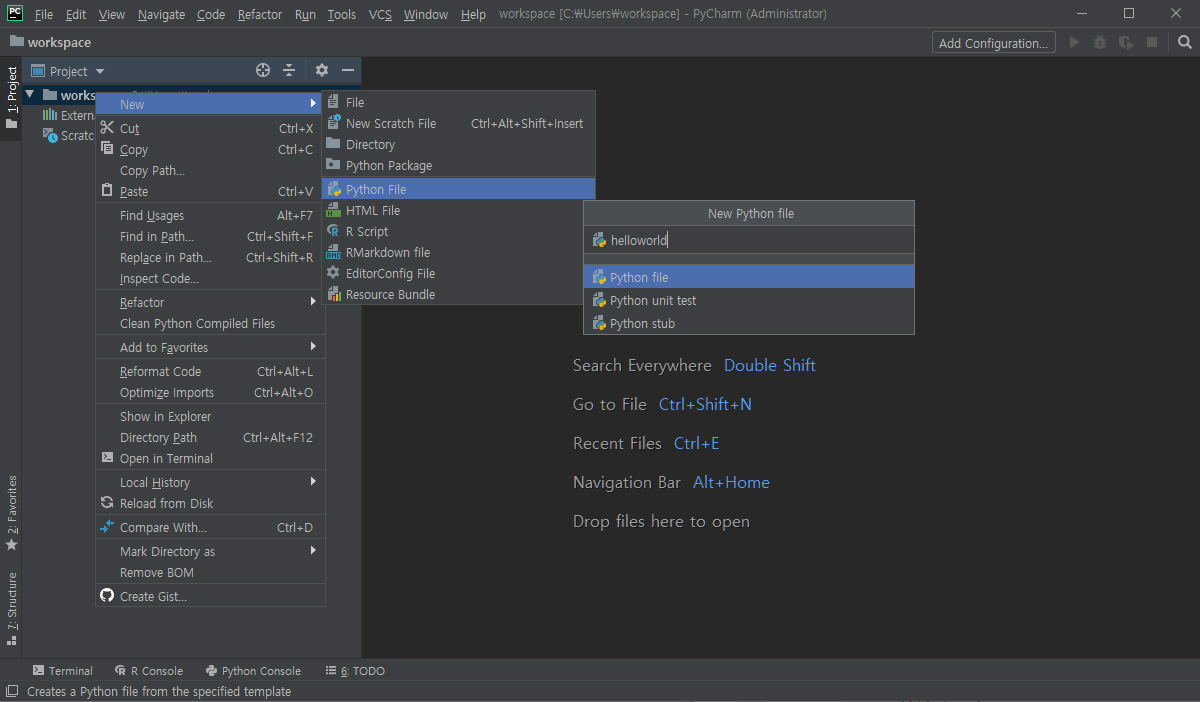 PC File Edit View Navigate Code Refactor Run Tools VCS Window Help workspace [C:₩Users₩workspace] - PyCharm (Administrator)
workspace
Add Configuration...
1: Project
Project
works
Extern
Scratc
New
Cut Ctrl+X
Copy Ctrl+C
Copy Path...
Paste Ctrl+V
Find Usages Alt+F7
Find in Path... Ctrl+Shift+F
Replace in Path... Ctrl+Shift+R
Inspect Code...
Refactor
Clean Python Compiled Files
Add to Favorites
Reformat Code Ctrl+Alt+L
Optimize Imports Ctrl+Alt+O
Show in Explorer
Directory Path Ctrl+Alt+F12
Open in Terminal
Local History
Reload from Disk
Compare With... Ctrl+D
Mark Directory as
Remove BOM
Create Gist...
File
New Scratch File Ctrl+Alt+Shift+Insert
Directory
Python Package
Python File
HTML File
R Script
RMarkdown file
EditorConfig File
Resource Bundle
New Python file
helloworld
Python file
Python unit test
Python stub
Search Everywhere Double Shift
Go to File Ctrl+Shift+N
Recent Files Ctrl+E
Navigation Bar Alt+Home
Drop files here to open
2: Favorites
7: Structure
Terminal R Console Python Console 6: TODO
Creates a Python file from the specified template